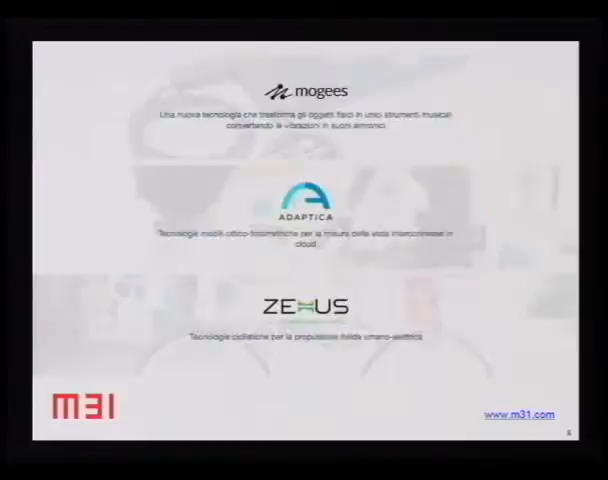 mogees
Una nuova tecnologia che trasforma gli oggetti fisici in unici strumenti musicali
convertendo le vibrazioni in suoni armonici
ADAPTICA
Tecnologie mobili ottico-fotometriche per la misura della vista interconnesse in
cloud
ZEHUS
Tecnologie ciclistiche per la propulsione ibrida umano-elettrica
M31
www.m31.com